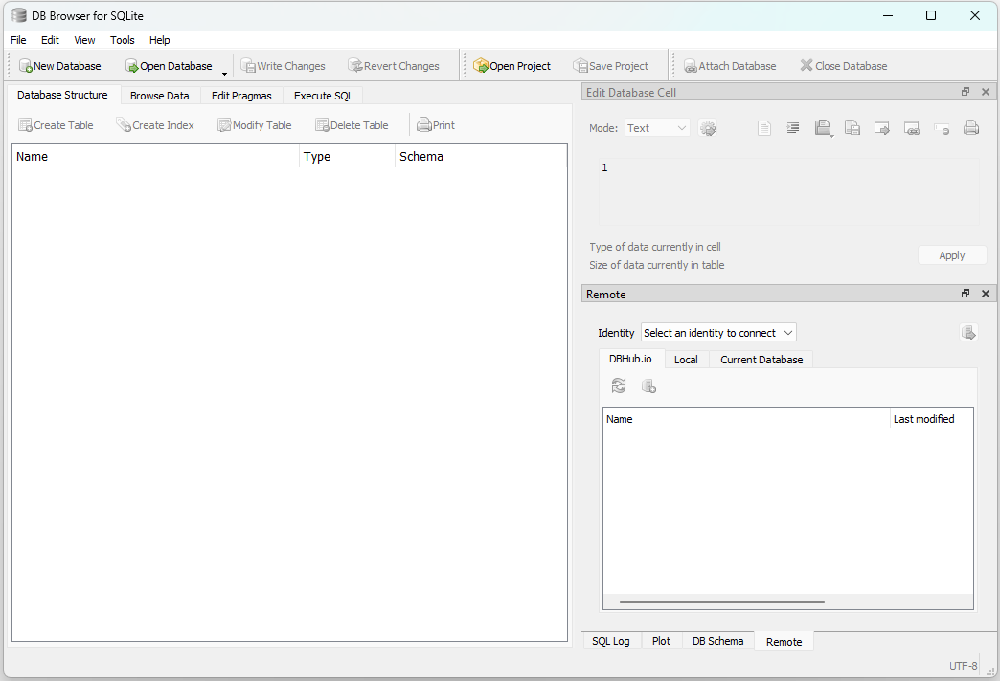 DB Browser for SQLite
File Edit View Tools Help
New Database Open Database Write Changes Revert Changes Open Project Save Project Attach Database Close Database
Database Structure Browse Data Edit Pragmas Execute SQL
Create Table Create Index Modify Table Delete Table Print
Name Type Schema
Edit Database Cell
Mode: Text
1
Type of data currently in cell
Size of data currently in table
Apply
Remote
Identity Select an identity to connect
DBHub.io Local Current Database
Name Last modified
SQL Log Plot DB Schema Remote
UTF-8